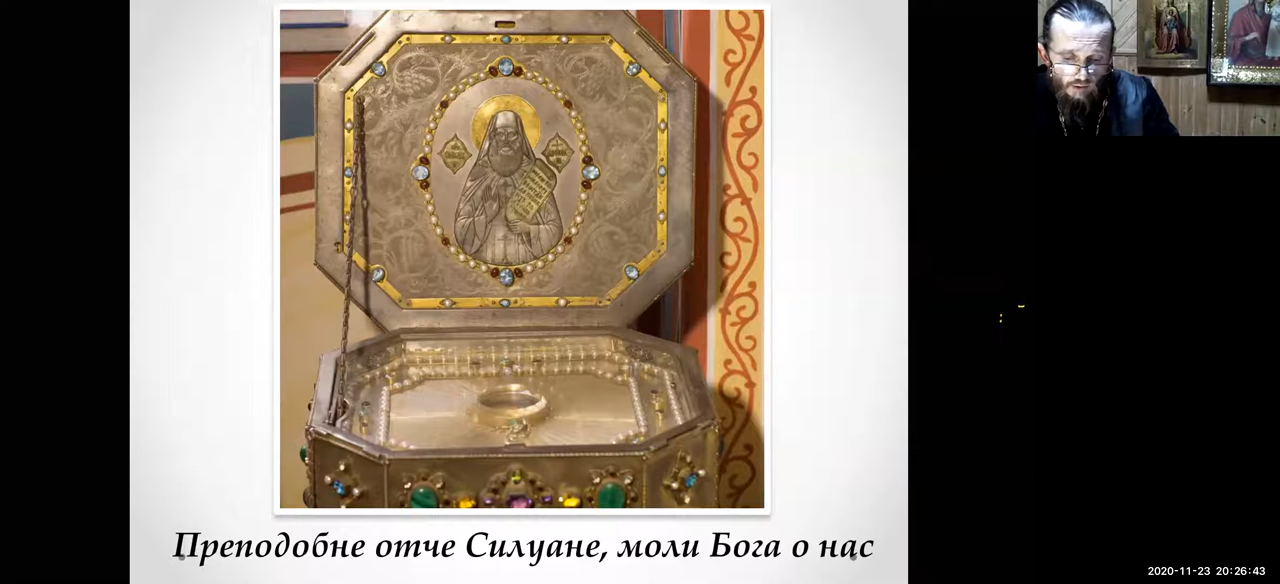 Преподобне отче Силуане, моли Бога о нас
2020-11-23 20:26:43